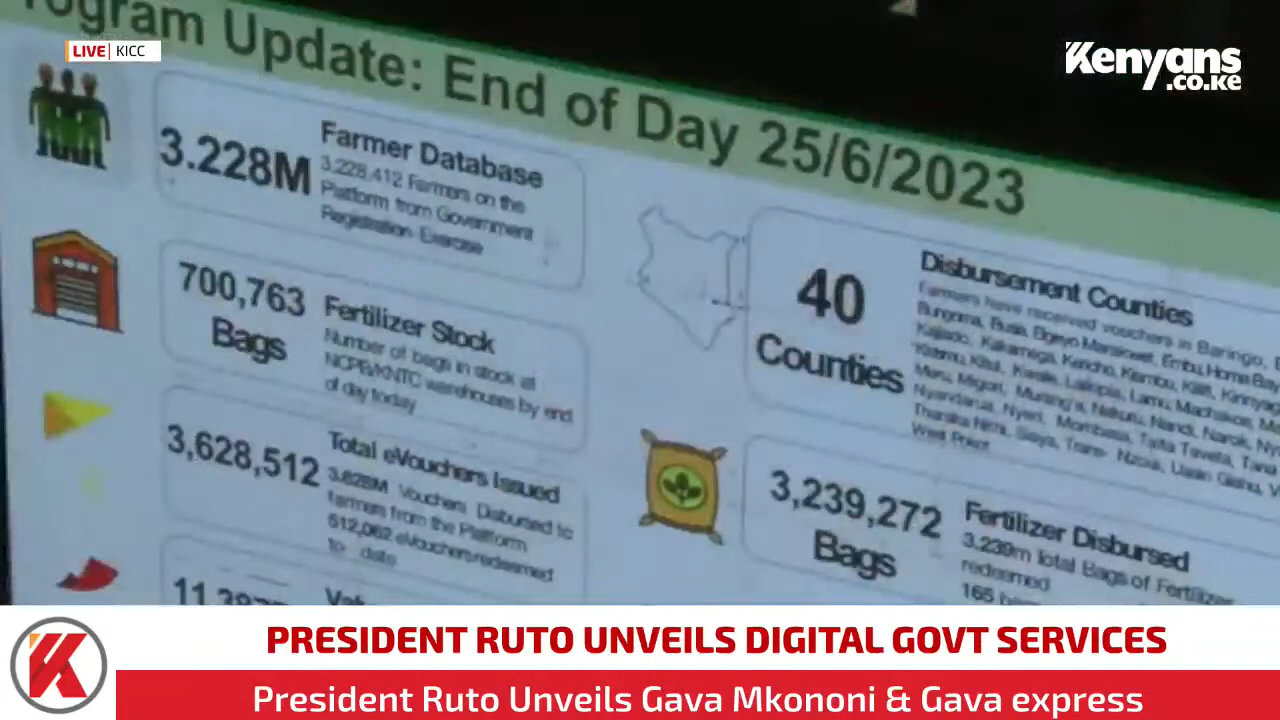 LIVE | KICC
Kenyans
.co.ke
ogram Update: End of Day 25/6/2023
3.228M
Farmer Database
3,228,412 Farmers on the
Platform from Government
Registration Exercise
700,763
Bags
Fertilizer Stock
Number of bags in stock at
NCPB/KNTC warehouses by end
of day today
3,628,512
Total eVouchers Issued
3.628M Vouchers Disbursed to
farmers from the Platform
512,062 eVouchers redeemed
to date
40
Counties
Disbursement Counties
Farmers have received vouchers in Baringo,
Bungoma, Busia, Elgeyo Marakwet, Embu, Homa Bay
Kajiado, Kakamega, Kericho, Kiambu, Kilifi, Kirinyag
Kisumu, Kitui, Kwale, Laikipia, Lamu, Machakos,
Meru, Migori, Murang'a, Nakuru, Nandi, Narok,
Nyandarua, Nyeri, Mombasa, Taita Taveta, Tana
Tharaka Nithi, Siaya, Trans- Nzoia, Uasin Gishu,
West Pokot
3,239,272
Bags
Fertilizer Disbursed
3.239m Total Bags of Fertilizer
redeemed
165
K
PRESIDENT RUTO UNVEILS DIGITAL GOVT SERVICES
President Ruto Unveils Gava Mkononi & Gava express